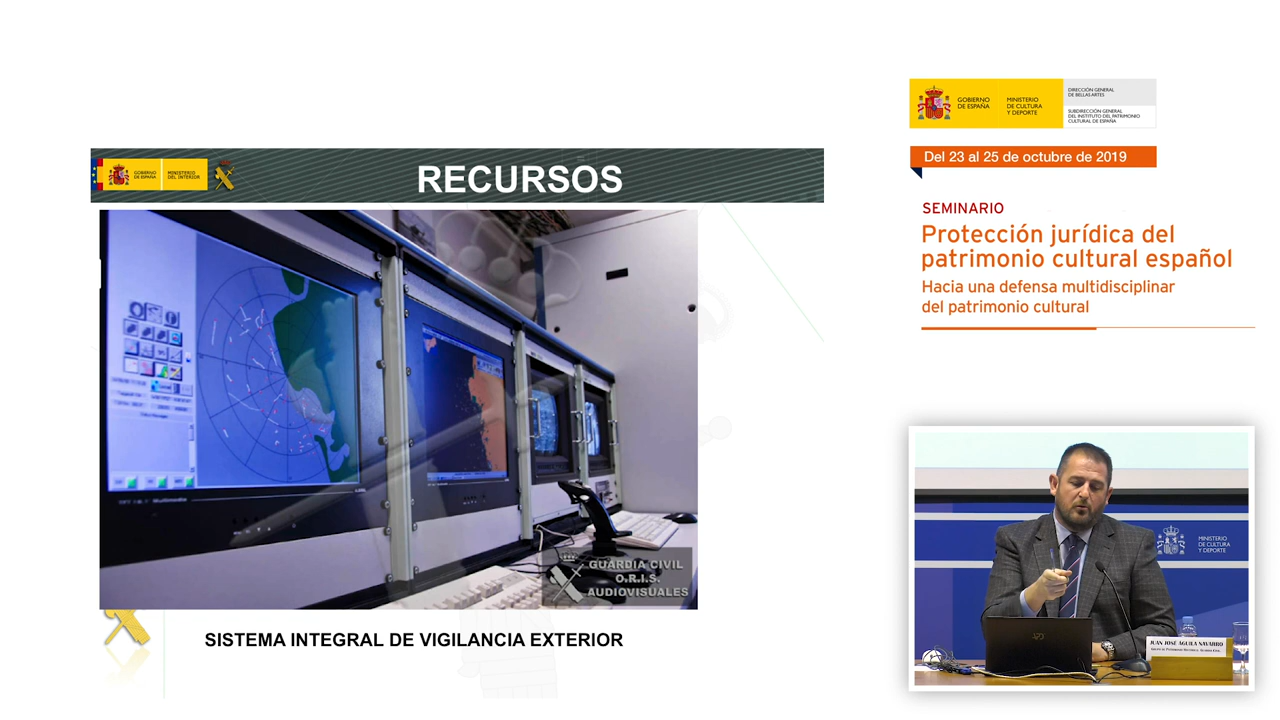 GOBIERNO
DE ESPAÑA
MINISTERIO
DEL INTERIOR
RECURSOS
GUARDIA CIVIL
O.R.I.S.
AUDIOVISUALES
SISTEMA INTEGRAL DE VIGILANCIA EXTERIOR
GOBIERNO
DE ESPAÑA
MINISTERIO
DE CULTURA
Y DEPORTE
DIRECCIÓN GENERAL
DE BELLAS ARTES
SUBDIRECCIÓN GENERAL
DEL INSTITUTO DEL PATRIMONIO
CULTURAL DE ESPAÑA
Del 23 al 25 de octubre de 2019
SEMINARIO
Protección jurídica del
patrimonio cultural español
Hacia una defensa multidisciplinar
del patrimonio cultural
MINISTERIO
DE CULTURA
Y DEPORTE
JUAN JOSÉ AGUILA NAVARRO